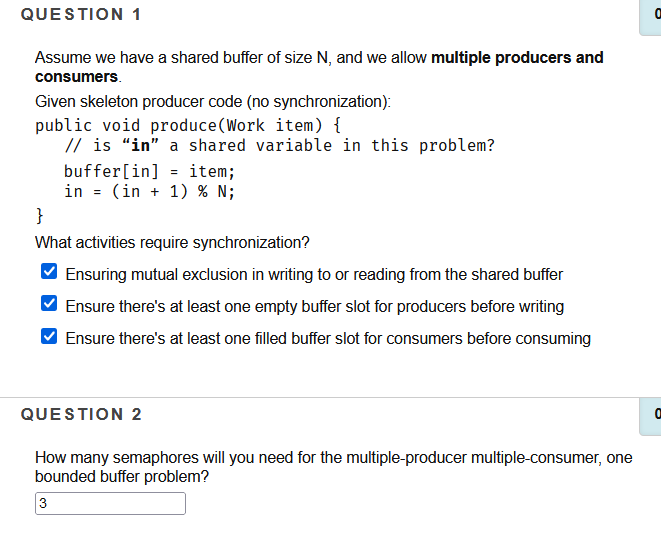 QUESTION 1
Assume we have a shared buffer of size N, and we allow multiple producers and
consumers.
Given skeleton producer code (no synchronization):
public void produce(Work item) {
// is “in” a shared variable in this problem?
buffer[in] = item;
in = (in + 1) % N;
}
What activities require synchronization?
Ensuring mutual exclusion in writing to or reading from the shared buffer
Ensure there's at least one empty buffer slot for producers before writing
Ensure there's at least one filled buffer slot for consumers before consuming
QUESTION 2
How many semaphores will you need for the multiple-producer multiple-consumer, one
bounded buffer problem?
3